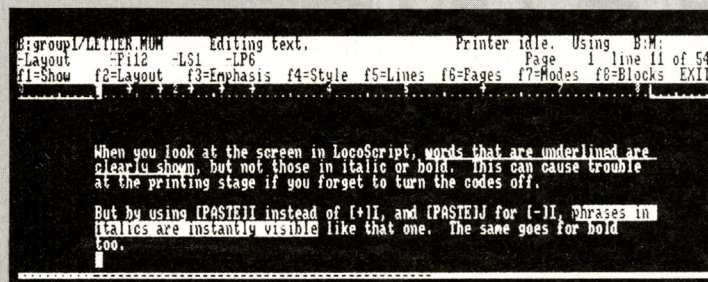 B:group1/LETTER.MUM Editing text. Printer idle. Using B:M:
-Layout -Pi12 -LS1 -LP6 Page 1 line 11 of 54
f1=Show f2=Layout f3=Emphasis f4=Style f5=Lines f6=Pages f7=Modes f8=Blocks EXIT
When you look at the screen in LocoScript, words that are underlined are
clearly shown, but not those in italic or bold. This can cause trouble
at the printing stage if you forget to turn the codes off.
But by using [PASTE]I instead of [+]I, and [PASTE]J for [-]I, phrases in
italics are instantly visible like that one. The same goes for bold
too.